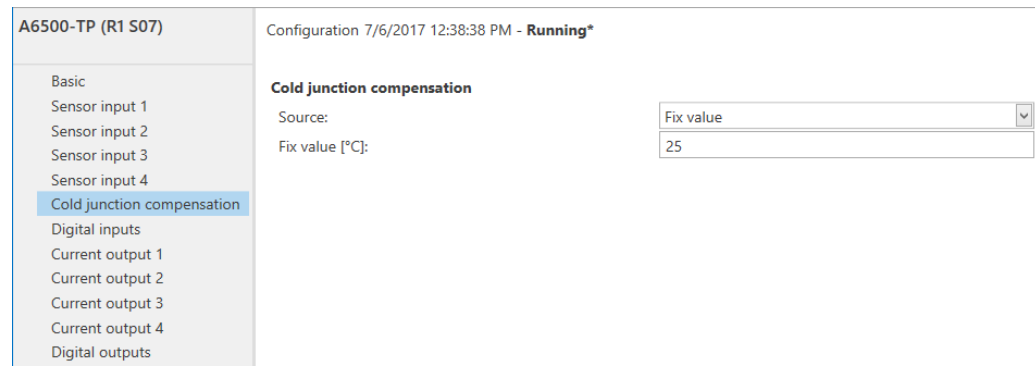 A6500-TP (R1 S07)
Configuration 7/6/2017 12:38:38 PM - Running*
Basic
Sensor input 1
Sensor input 2
Sensor input 3
Sensor input 4
Cold junction compensation
Digital inputs
Current output 1
Current output 2
Current output 3
Current output 4
Digital outputs
Cold junction compensation
Source: Fix value
Fix value [°C]: 25